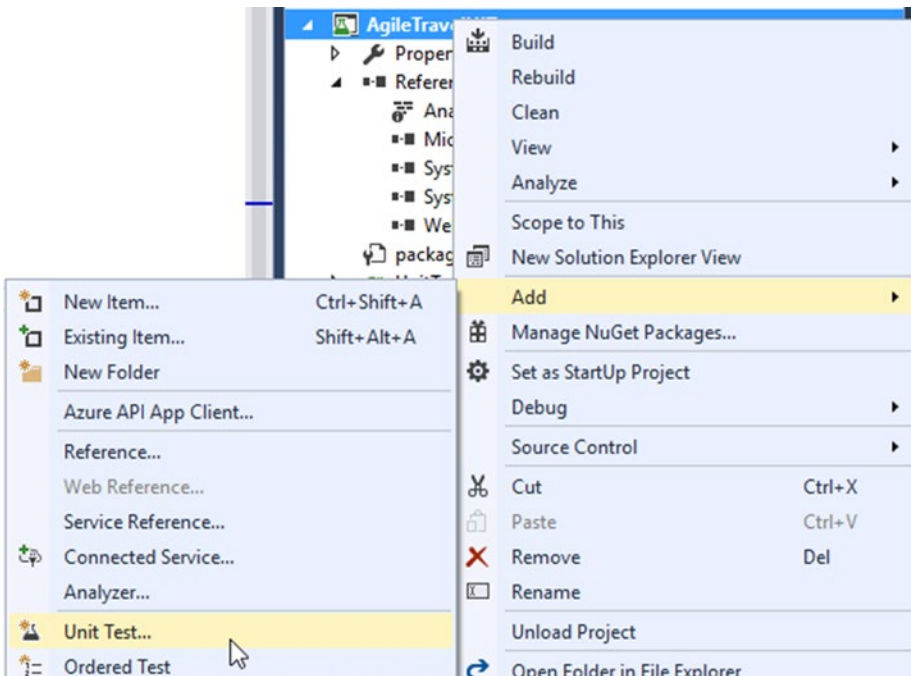 Build
Proper
Rebuild
Clean
Ana
View
Mic
Analyze
Sys
Sys
Scope to This
We
New Solution Explorer View
packag
Add
New Item... Ctrl+Shift+A
Existing Item... Shift+Alt+A
Manage NuGet Packages...
New Folder
Set as StartUp Project
Azure API App Client...
Debug
Reference...
Source Control
Web Reference...
Cut Ctrl+X
Service Reference...
Paste Ctrl+V
Connected Service...
Remove Del
Analyzer...
Rename
Unit Test...
Unload Project
Ordered Test
Open Folder in File Explorer